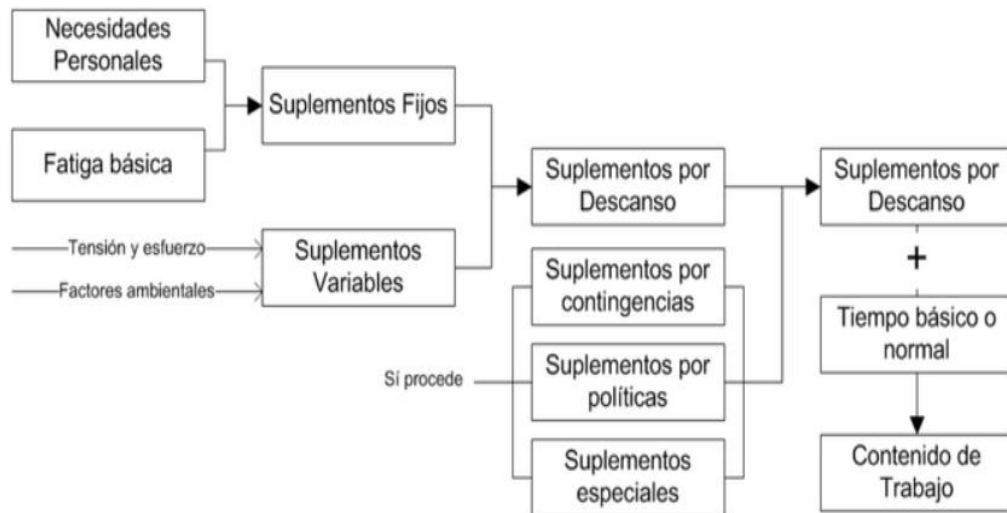 Necesidades
Personales
Fatiga básica
Suplementos Fijos
Tensión y esfuerzo
Factores ambientales
Suplementos
Variables
Suplementos por
Descanso
Suplementos por
contingencias
Sí procede
Suplementos por
políticas
Suplementos
especiales
Suplementos por
Descanso
+
Tiempo básico o
normal
Contenido de
Trabajo